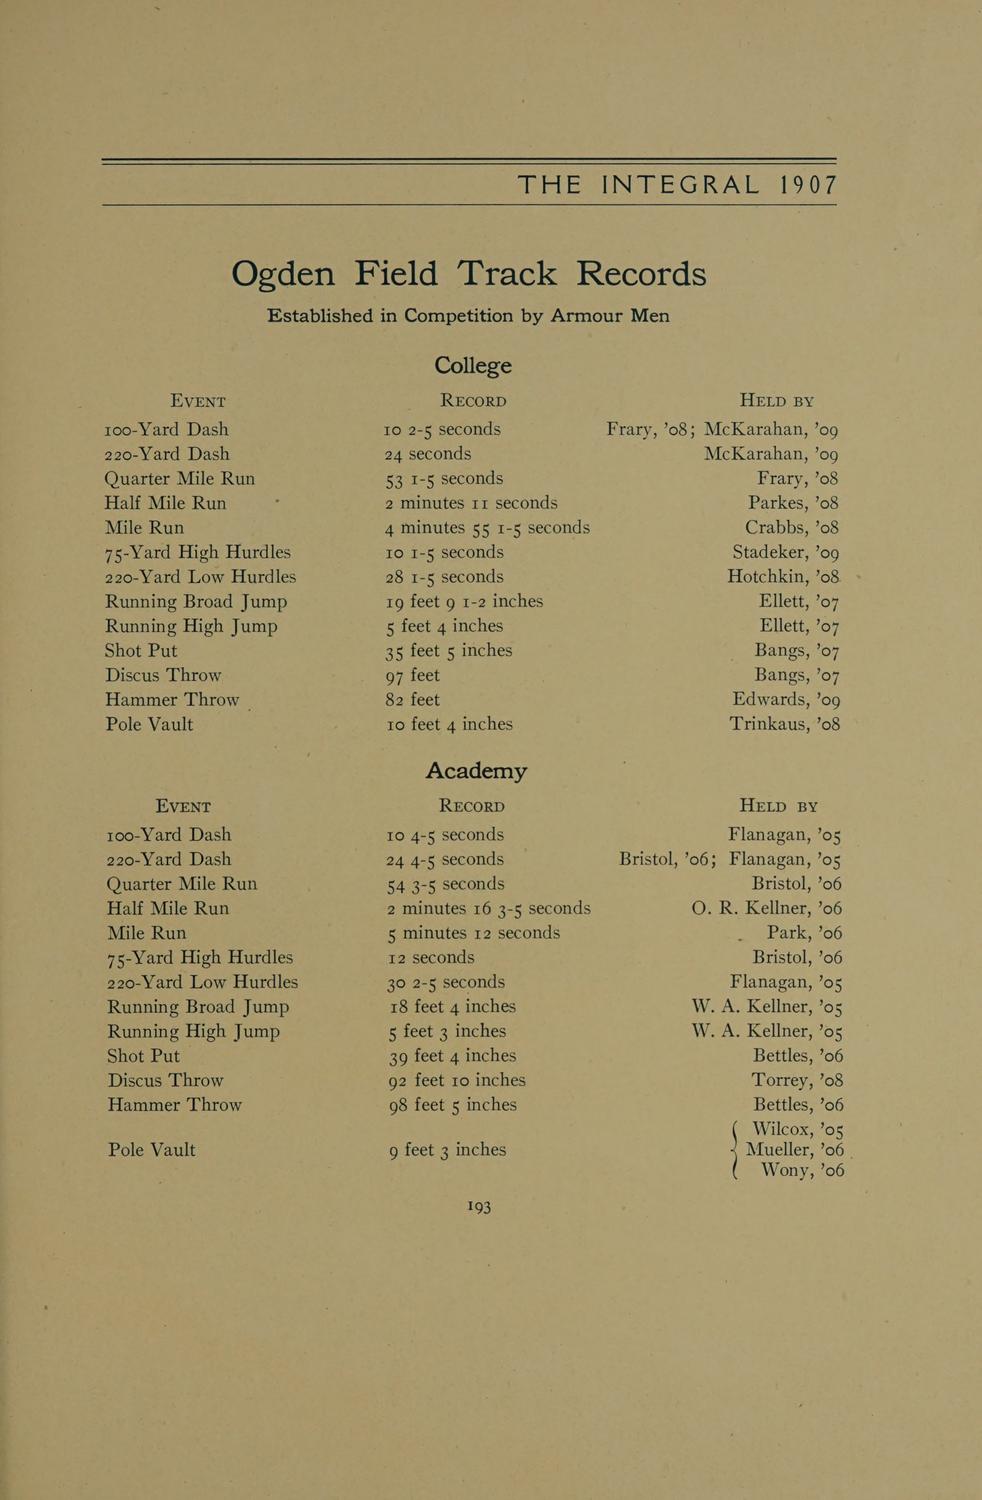 THE INTEGRAL 1907
Ogden Field Track Records
Established in Competition by Armour Men
College
EVENT RECORD HELD BY
100-Yard Dash 10 2-5 seconds Frary, '08; McKarahan, '09
220-Yard Dash 24 seconds McKarahan, '09
Quarter Mile Run 53 1-5 seconds Frary, '08
Half Mile Run 2 minutes 11 seconds Parkes, '08
Mile Run 4 minutes 55 1-5 seconds Crabbs, '08
75-Yard High Hurdles 10 1-5 seconds Stadeker, '09
220-Yard Low Hurdles 28 1-5 seconds Hotchkin, '08
Running Broad Jump 19 feet 9 1-2 inches Ellett, '07
Running High Jump 5 feet 4 inches Ellett, '07
Shot Put 35 feet 5 inches Bangs, '07
Discus Throw 97 feet Bangs, '07
Hammer Throw 82 feet Edwards, '09
Pole Vault 10 feet 4 inches Trinkaus, '08
Academy
EVENT RECORD HELD BY
100-Yard Dash 10 4-5 seconds Flanagan, '05
220-Yard Dash 24 4-5 seconds Bristol, '06; Flanagan, '05
Quarter Mile Run 54 3-5 seconds Bristol, '06
Half Mile Run 2 minutes 16 3-5 seconds O. R. Kellner, '06
Mile Run 5 minutes 12 seconds Park, '06
75-Yard High Hurdles 12 seconds Bristol, '06
220-Yard Low Hurdles 30 2-5 seconds Flanagan, '05
Running Broad Jump 18 feet 4 inches W. A. Kellner, '05
Running High Jump 5 feet 3 inches W. A. Kellner, '05
Shot Put 39 feet 4 inches Bettles, '06
Discus Throw 92 feet 10 inches Torrey, '08
Hammer Throw 98 feet 5 inches Bettles, '06
Wilcox, '05
Pole Vault 9 feet 3 inches Mueller, '06
Wony, '06
193